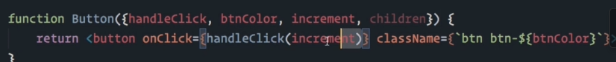 function Button({handleClick, btnColor, increment, children}) {
return <button onClick={handleClick(increment)} className={`btn btn-${btnColor}`}>
}